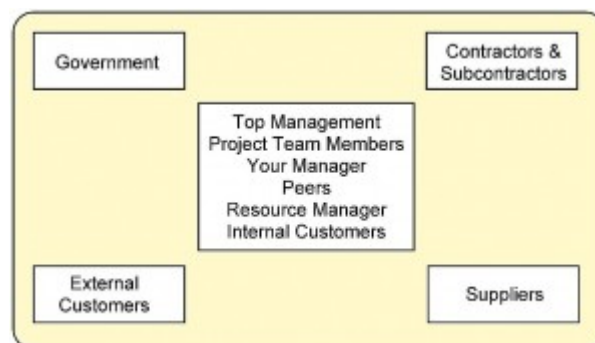 Government
Contractors &
Subcontractors
Top Management
Project Team Members
Your Manager
Peers
Resource Manager
Internal Customers
External
Customers
Suppliers